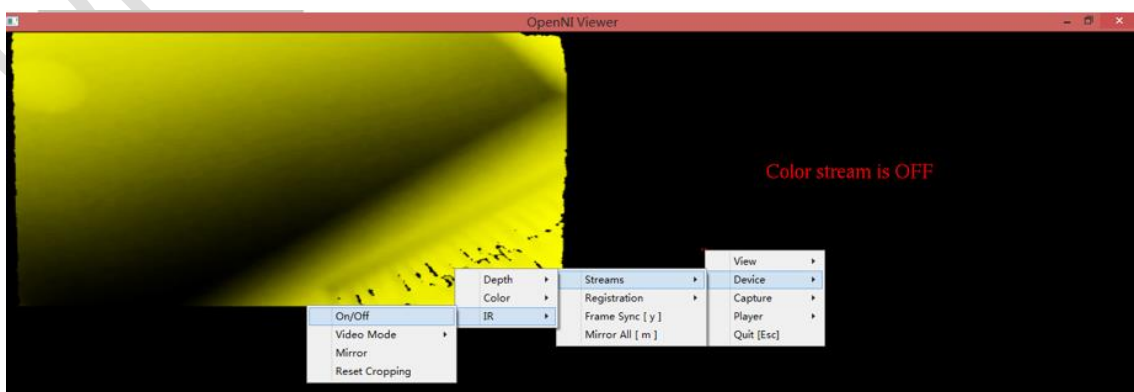 OpenNI Viewer
Color stream is OFF
View
Device
Capture
Player
Quit [Esc]
Streams
Registration
Frame Sync [ y ]
Mirror All [ m ]
Depth
Color
IR
On/Off
Video Mode
Mirror
Reset Cropping